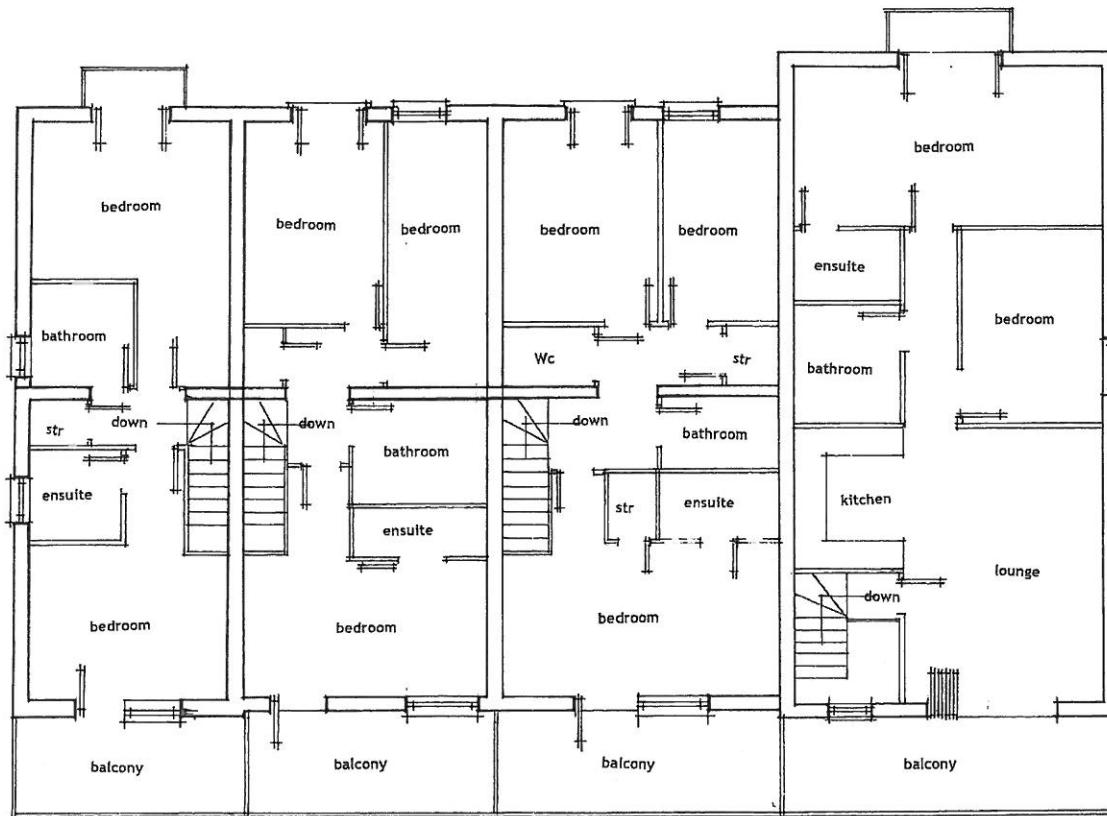 bedroom
bedroom
bedroom
bedroom
bedroom
bedroom
ensuite
bedroom
bathroom
Wc
str
bathroom
str
down
down
down
bathroom
bathroom
ensuite
str
ensuite
ensuite
kitchen
lounge
down
bedroom
bedroom
bedroom
balcony
balcony
balcony
balcony